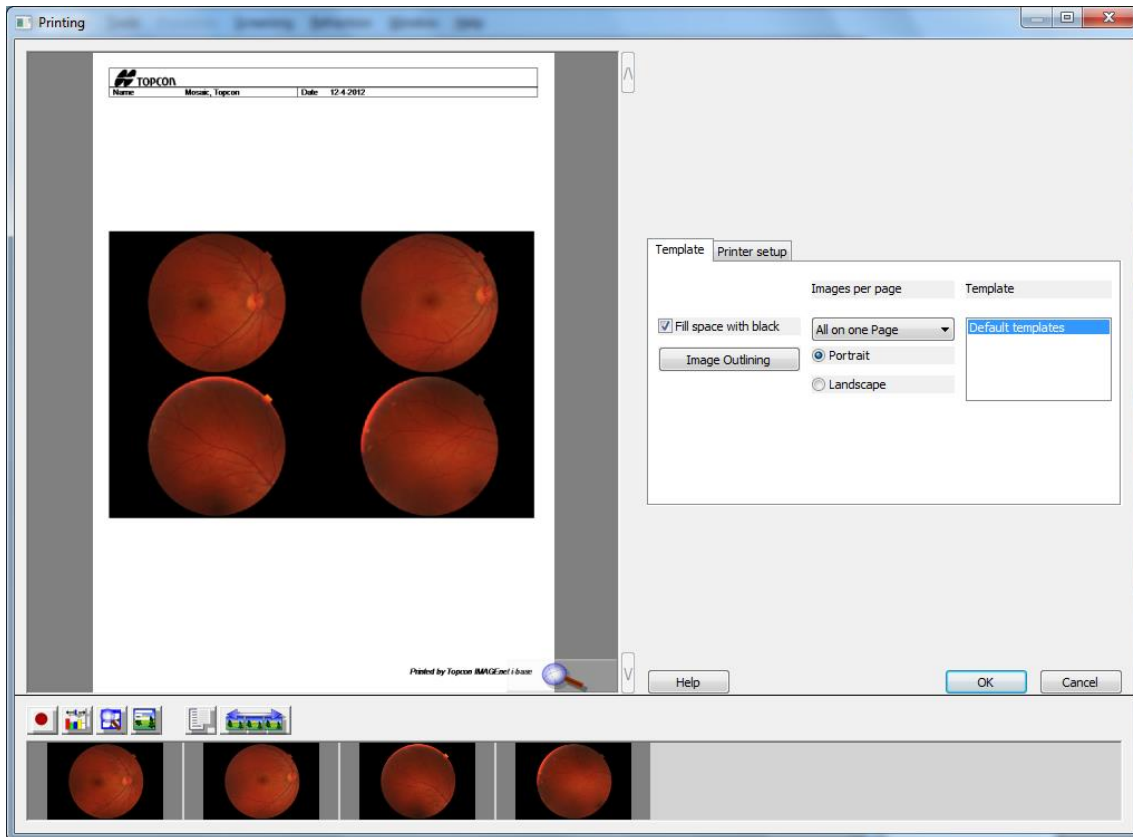 Printing
TOPCON
Name Mosaic, Topcon Date 12-4-2012
Template Printer setup
Images per page Template
Fill space with black All on one Page Default templates
Image Outlining Portrait
Landscape
Printed by Topcon IMAGEnet i-base
Help OK Cancel